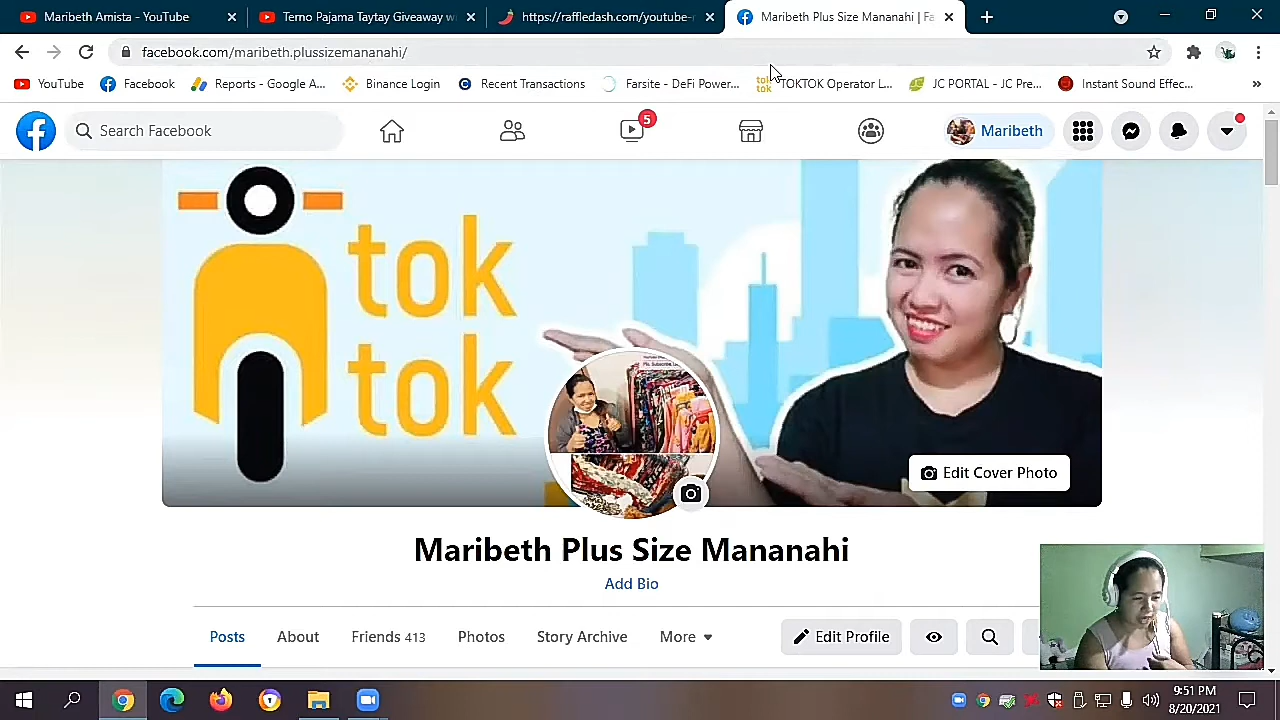 Maribeth Amista - YouTube
Terno Pajama Taytay Giveaway w
https://raffledash.com/youtube-r
Maribeth Plus Size Mananahi | Fa
facebook.com/maribeth.plussizemananahi/
YouTube
Facebook
Reports - Google A...
Binance Login
Recent Transactions
Farsite - DeFi Power...
tok tok
TOKTOK Operator L...
JC PORTAL - JC Pre...
Instant Sound Effec...
Search Facebook
5
Maribeth
tok
tok
Edit Cover Photo
Maribeth Plus Size Mananahi
Add Bio
Posts
About
Friends 413
Photos
Story Archive
More
Edit Profile
9:51 PM
8/20/2021